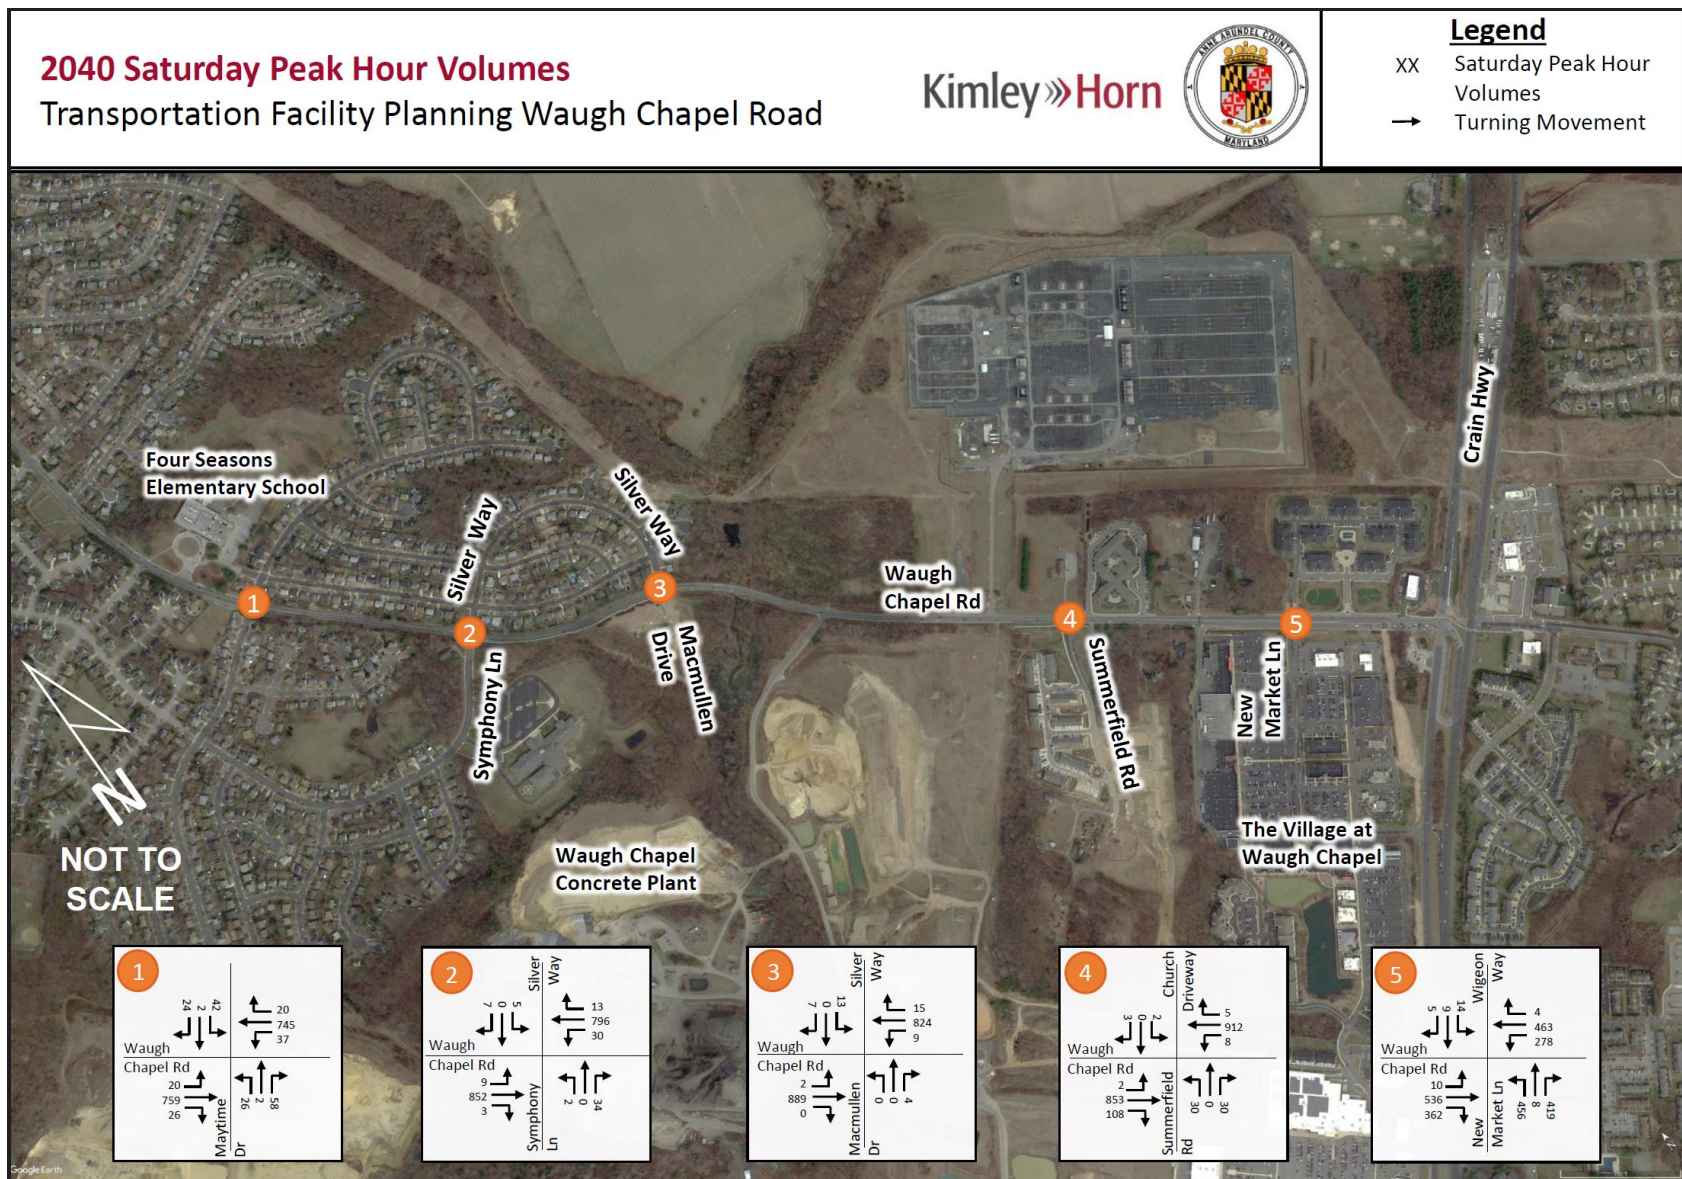 2040 Saturday Peak Hour Volumes
Transportation Facility Planning Waugh Chapel Road
Kimley»Horn
ANNE ARUNDEL COUNTY
MARYLAND
Legend
XX Saturday Peak Hour
Volumes
Turning Movement
Four Seasons
Elementary School
Silver Way
Silver Way
Waugh
Chapel Rd
Crain Hwy
1
2
3
4
5
Symphony Ln
Macmullen
Drive
Summerfield Rd
New
Market Ln
The Village at
Waugh Chapel
Waugh Chapel
Concrete Plant
N
NOT TO
SCALE
1
24 2 42
20
745
37
Waugh
Chapel Rd
20
759
26
Maytime
Dr
26 2 58
2
Silver
Way
7 0 5
13
796
30
Waugh
Chapel Rd
9
852
3
Symphony
Ln
2 0 34
3
Silver
Way
7 0 13
15
824
9
Waugh
Chapel Rd
2
889
0
Macmullen
Dr
0 0 4
4
Church
Driveway
3 0 2
5
912
8
Waugh
Chapel Rd
2
853
108
Summerfield
Rd
30 0 30
5
Wigeon
Way
5 9 14
4
463
278
Waugh
Chapel Rd
10
536
362
New
Market Ln
456 8 419
Google Earth